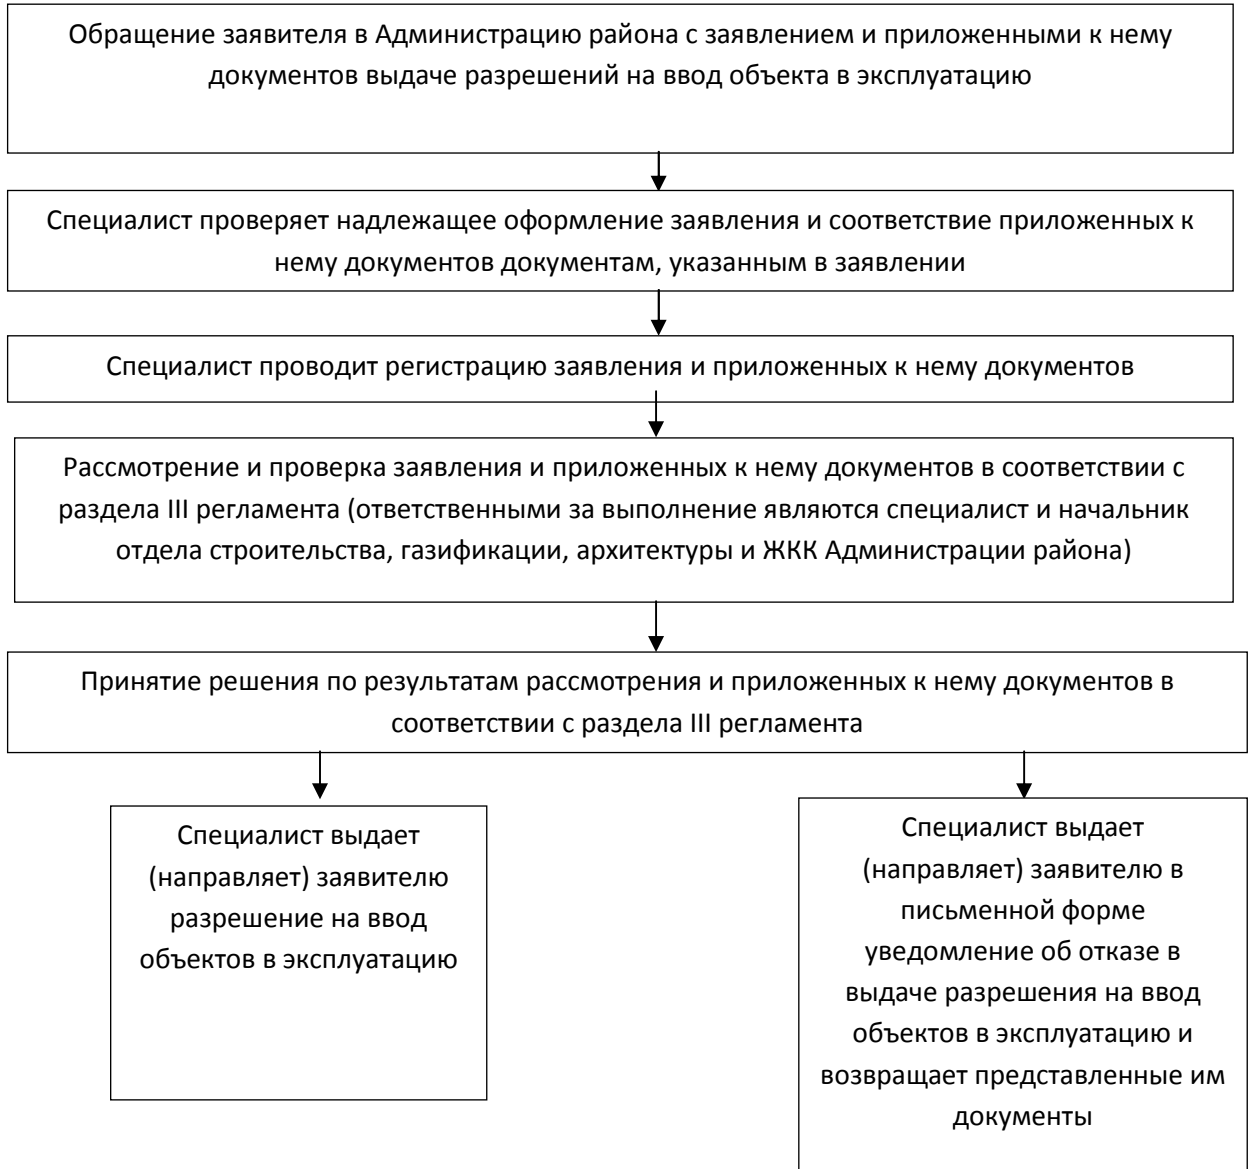 Обращение заявителя в Администрацию района с заявлением и приложенными к нему
документов выдаче разрешений на ввод объекта в эксплуатацию
Специалист проверяет надлежащее оформление заявления и соответствие приложенных к
нему документов документам, указанным в заявлении
Специалист проводит регистрацию заявления и приложенных к нему документов
Рассмотрение и проверка заявления и приложенных к нему документов в соответствии с
раздела III регламента (ответственными за выполнение являются специалист и начальник
отдела строительства, газификации, архитектуры и ЖКК Администрации района)
Принятие решения по результатам рассмотрения и приложенных к нему документов в
соответствии с раздела III регламента
Специалист выдает
(направляет) заявителю
разрешение на ввод
объектов в эксплуатацию
Специалист выдает
(направляет) заявителю в
письменной форме
уведомление об отказе в
выдаче разрешения на ввод
объектов в эксплуатацию и
возвращает представленные им
документы